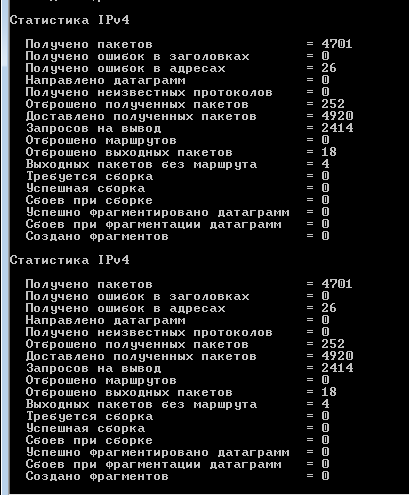 Статистика IPv4
Получено пакетов = 4701
Получено ошибок в заголовках = 0
Получено ошибок в адресах = 26
Направлено датаграмм = 0
Получено неизвестных протоколов = 0
Отброшено полученных пакетов = 252
Доставлено полученных пакетов = 4920
Запросов на вывод = 2414
Отброшено маршрутов = 0
Отброшено выходных пакетов = 18
Выходных пакетов без маршрута = 4
Требуется сборка = 0
Успешная сборка = 0
Сбоев при сборке = 0
Успешно фрагментировано датаграмм = 0
Сбоев при фрагментации датаграмм = 0
Создано фрагментов = 0
Статистика IPv4
Получено пакетов = 4701
Получено ошибок в заголовках = 0
Получено ошибок в адресах = 26
Направлено датаграмм = 0
Получено неизвестных протоколов = 0
Отброшено полученных пакетов = 252
Доставлено полученных пакетов = 4920
Запросов на вывод = 2414
Отброшено маршрутов = 0
Отброшено выходных пакетов = 18
Выходных пакетов без маршрута = 4
Требуется сборка = 0
Успешная сборка = 0
Сбоев при сборке = 0
Успешно фрагментировано датаграмм = 0
Сбоев при фрагментации датаграмм = 0
Создано фрагментов = 0